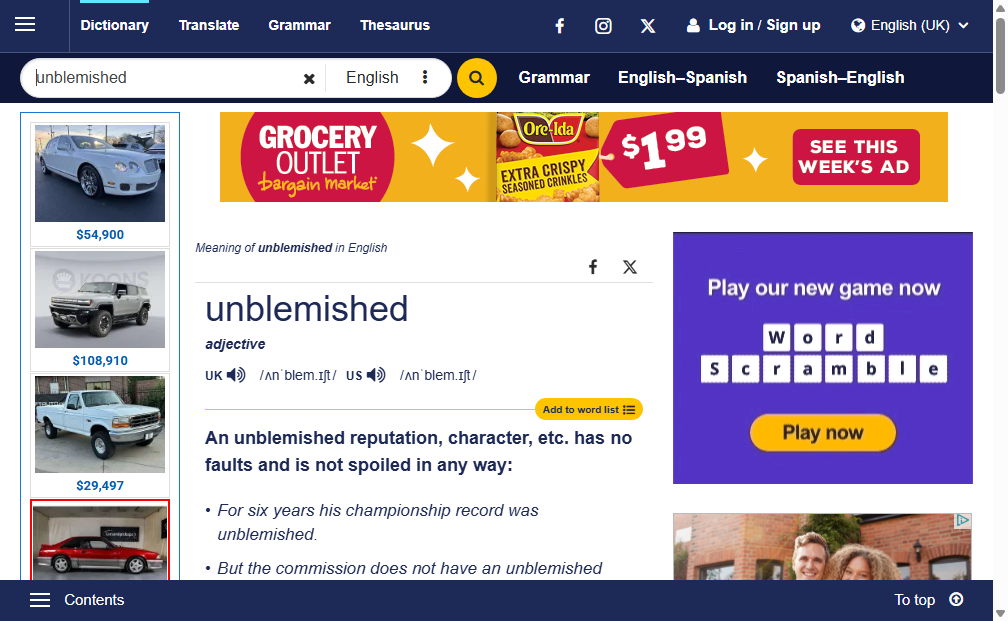 Dictionary
Translate
Grammar
Thesaurus
Log in / Sign up
English (UK)
unblemished
English
Grammar
English–Spanish
Spanish–English
GROCERY
OUTLET
bargain market
Ore-Ida
EXTRA CRISPY
SEASONED CRINKLES
$1.99
SEE THIS
WEEK'S AD
$54,900
KOONS
$108,910
$29,497
Meaning of unblemished in English
unblemished
adjective
UK /ʌnˈblem.ɪʃt/ US /ʌnˈblem.ɪʃt/
Add to word list
An unblemished reputation, character, etc. has no
faults and is not spoiled in any way:
• For six years his championship record was
unblemished.
• But the commission does not have an unblemished
Play our new game now
Word
Scramble
Play now
Contents
To top